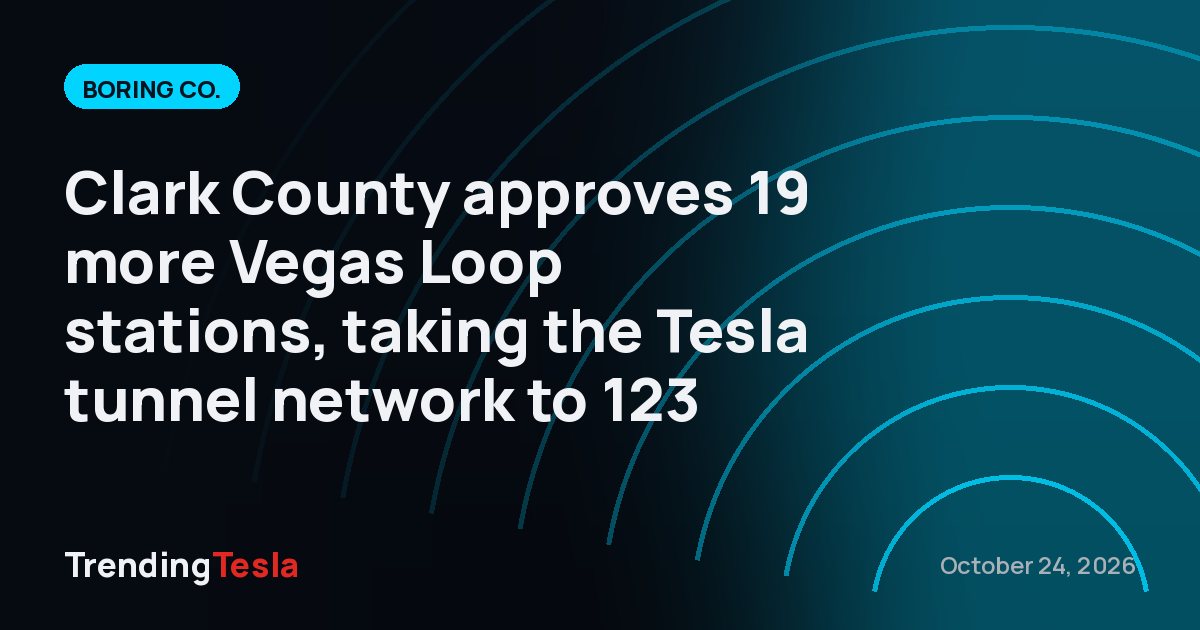 BORING CO.
Clark County approves 19
more Vegas Loop
stations, taking the Tesla
tunnel network to 123
TrendingTesla
October 24, 2026